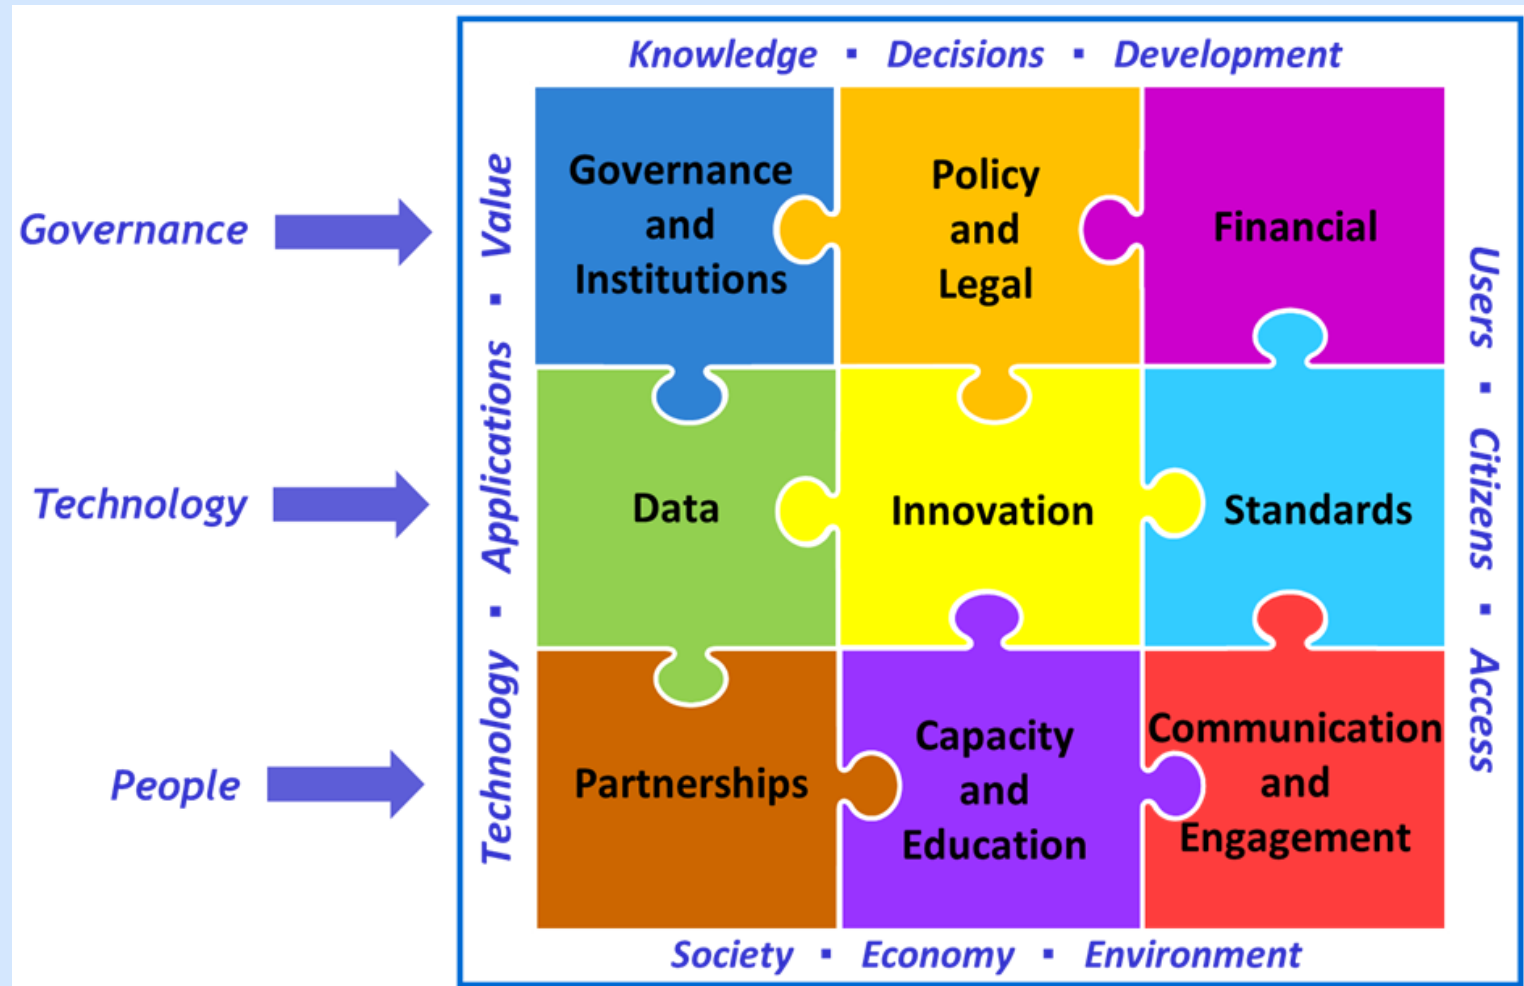 Knowledge ▪ Decisions ▪ Development
Governance
Technology
People
Technology ▪ Applications ▪ Value
Governance
and
Institutions
Policy
and
Legal
Financial
Data
Innovation
Standards
Partnerships
Capacity
and
Education
Communication
and
Engagement
Users ▪ Citizens ▪ Access
Society ▪ Economy ▪ Environment